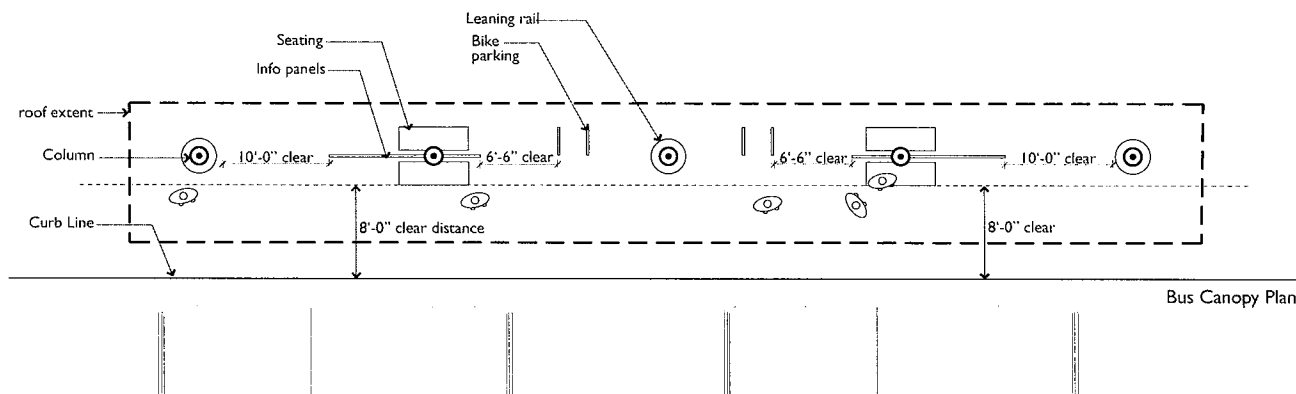 Leaning rail
Seating
Bike
parking
Info panels
roof extent
Column
10'-0" clear
6'-6" clear
6'-6" clear
10'-0" clear
Curb Line
8'-0" clear distance
8'-0" clear
Bus Canopy Plan